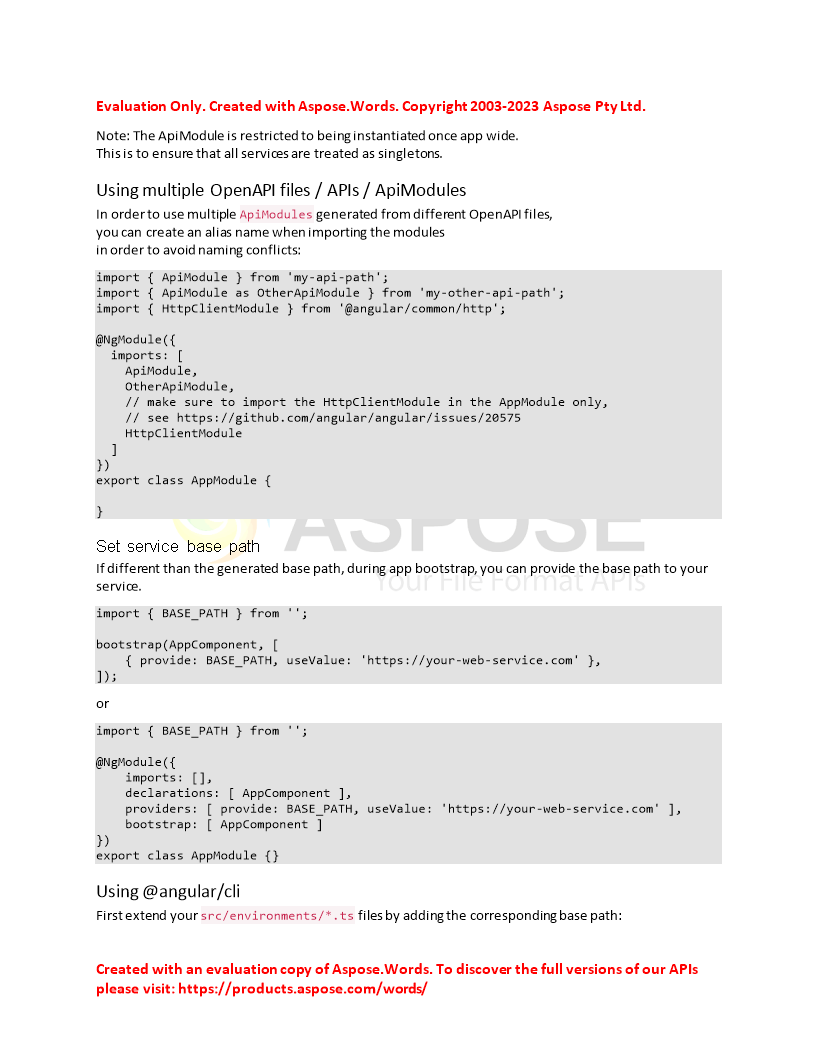 Evaluation Only. Created with Aspose.Words. Copyright 2003-2023 Aspose Pty Ltd.
Note: The ApiModule is restricted to being instantiated once app wide.
This is to ensure that all services are treated as singletons.
Using multiple OpenAPI files / APIs / ApiModules
In order to use multiple ApiModules generated from different OpenAPI files,
you can create an alias name when importing the modules
in order to avoid naming conflicts:
import { ApiModule } from 'my-api-path';
import { ApiModule as OtherApiModule } from 'my-other-api-path';
import { HttpClientModule } from '@angular/common/http';
@NgModule({
  imports: [
    ApiModule,
    OtherApiModule,
    // make sure to import the HttpClientModule in the AppModule only,
    // see https://github.com/angular/angular/issues/20575
    HttpClientModule
  ]
})
export class AppModule {
}
ASPOSE
Set service base path
If different than the generated base path, during app bootstrap, you can provide the base path to your
Your File Format APIs
service.
import { BASE_PATH } from '';
bootstrap(AppComponent, [
    { provide: BASE_PATH, useValue: 'https://your-web-service.com' },
]);
or
import { BASE_PATH } from '';
@NgModule({
    imports: [],
    declarations: [ AppComponent ],
    providers: [ provide: BASE_PATH, useValue: 'https://your-web-service.com' ],
    bootstrap: [ AppComponent ]
})
export class AppModule {}
Using @angular/cli
First extend your src/environments/*.ts files by adding the corresponding base path:
Created with an evaluation copy of Aspose.Words. To discover the full versions of our APIs
please visit: https://products.aspose.com/words/